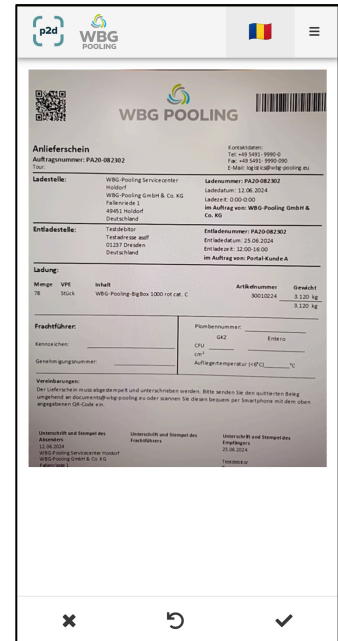 p2d
WBG
POOLING
WBG POOLING
Kontaktdaten:
Tel: +49 5491- 9990-0
Fax: +49 5491- 9990-090
E-Mail: logistics@wbg-pooling.eu
Anlieferschein
Auftragsnummer: PA20-082302
Tour:
Ladestelle:
WBG-Pooling Servicecenter
Holdorf
WBG-Pooling GmbH & Co. KG
Fallenriede 1
49451 Holdorf
Deutschland
Ladenummer: PA20-082302
Ladedatum: 12.06.2024
Ladezeit: 0:00-0:00
im Auftrag von: WBG-Pooling GmbH &
Co. KG
Entladestelle:
Testdebitor
Testadresse
01237 Dresden
Deutschland
Entladenummer: PA20-082302
Entladedatum: 25.06.2024
Entladezeit: 12:00-16:00
im Auftrag von: Portal-Kunde A
Ladung:
Menge VPE Inhalt Artikelnummer Gewicht
78 Stück WBG-Pooling-BigBox 1000 rot cat. C 30010224 3.120 kg
3.120 kg
Frachtführer:
Kennzeichen:
Genehmigungsnummer:
Plombennummer:
GKZ Entero
CFU
cm²
Aufliegertemperatur (<6°C) °C
Vereinbarungen:
Der Lieferschein muss abgestempelt und unterschrieben werden. Bitte senden Sie den quittierten Beleg
umgehend an documents@wbg-pooling.eu oder scannen Sie diesen bequem per Smartphone mit dem oben
angegebenen QR-Code ein.
Unterschrift und Stempel des
Absenders
12.06.2024
WBG-Pooling Servicecenter Holdorf
WBG-Pooling GmbH & Co. KG
Fallenriede 1
Unterschrift und Stempel des
Frachtführers
Unterschrift und Stempel des
Empfängers
25.06.2024
Testdebitor